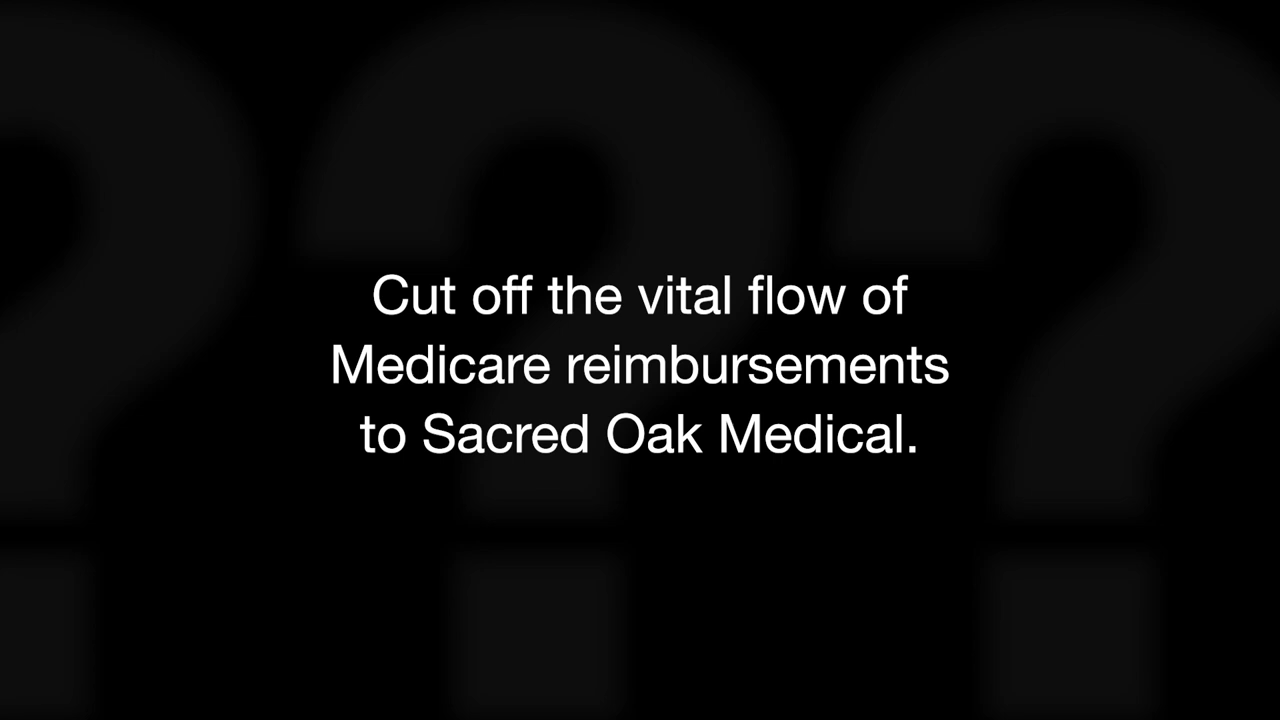 Cut off the vital flow of
Medicare reimbursements
to Sacred Oak Medical.